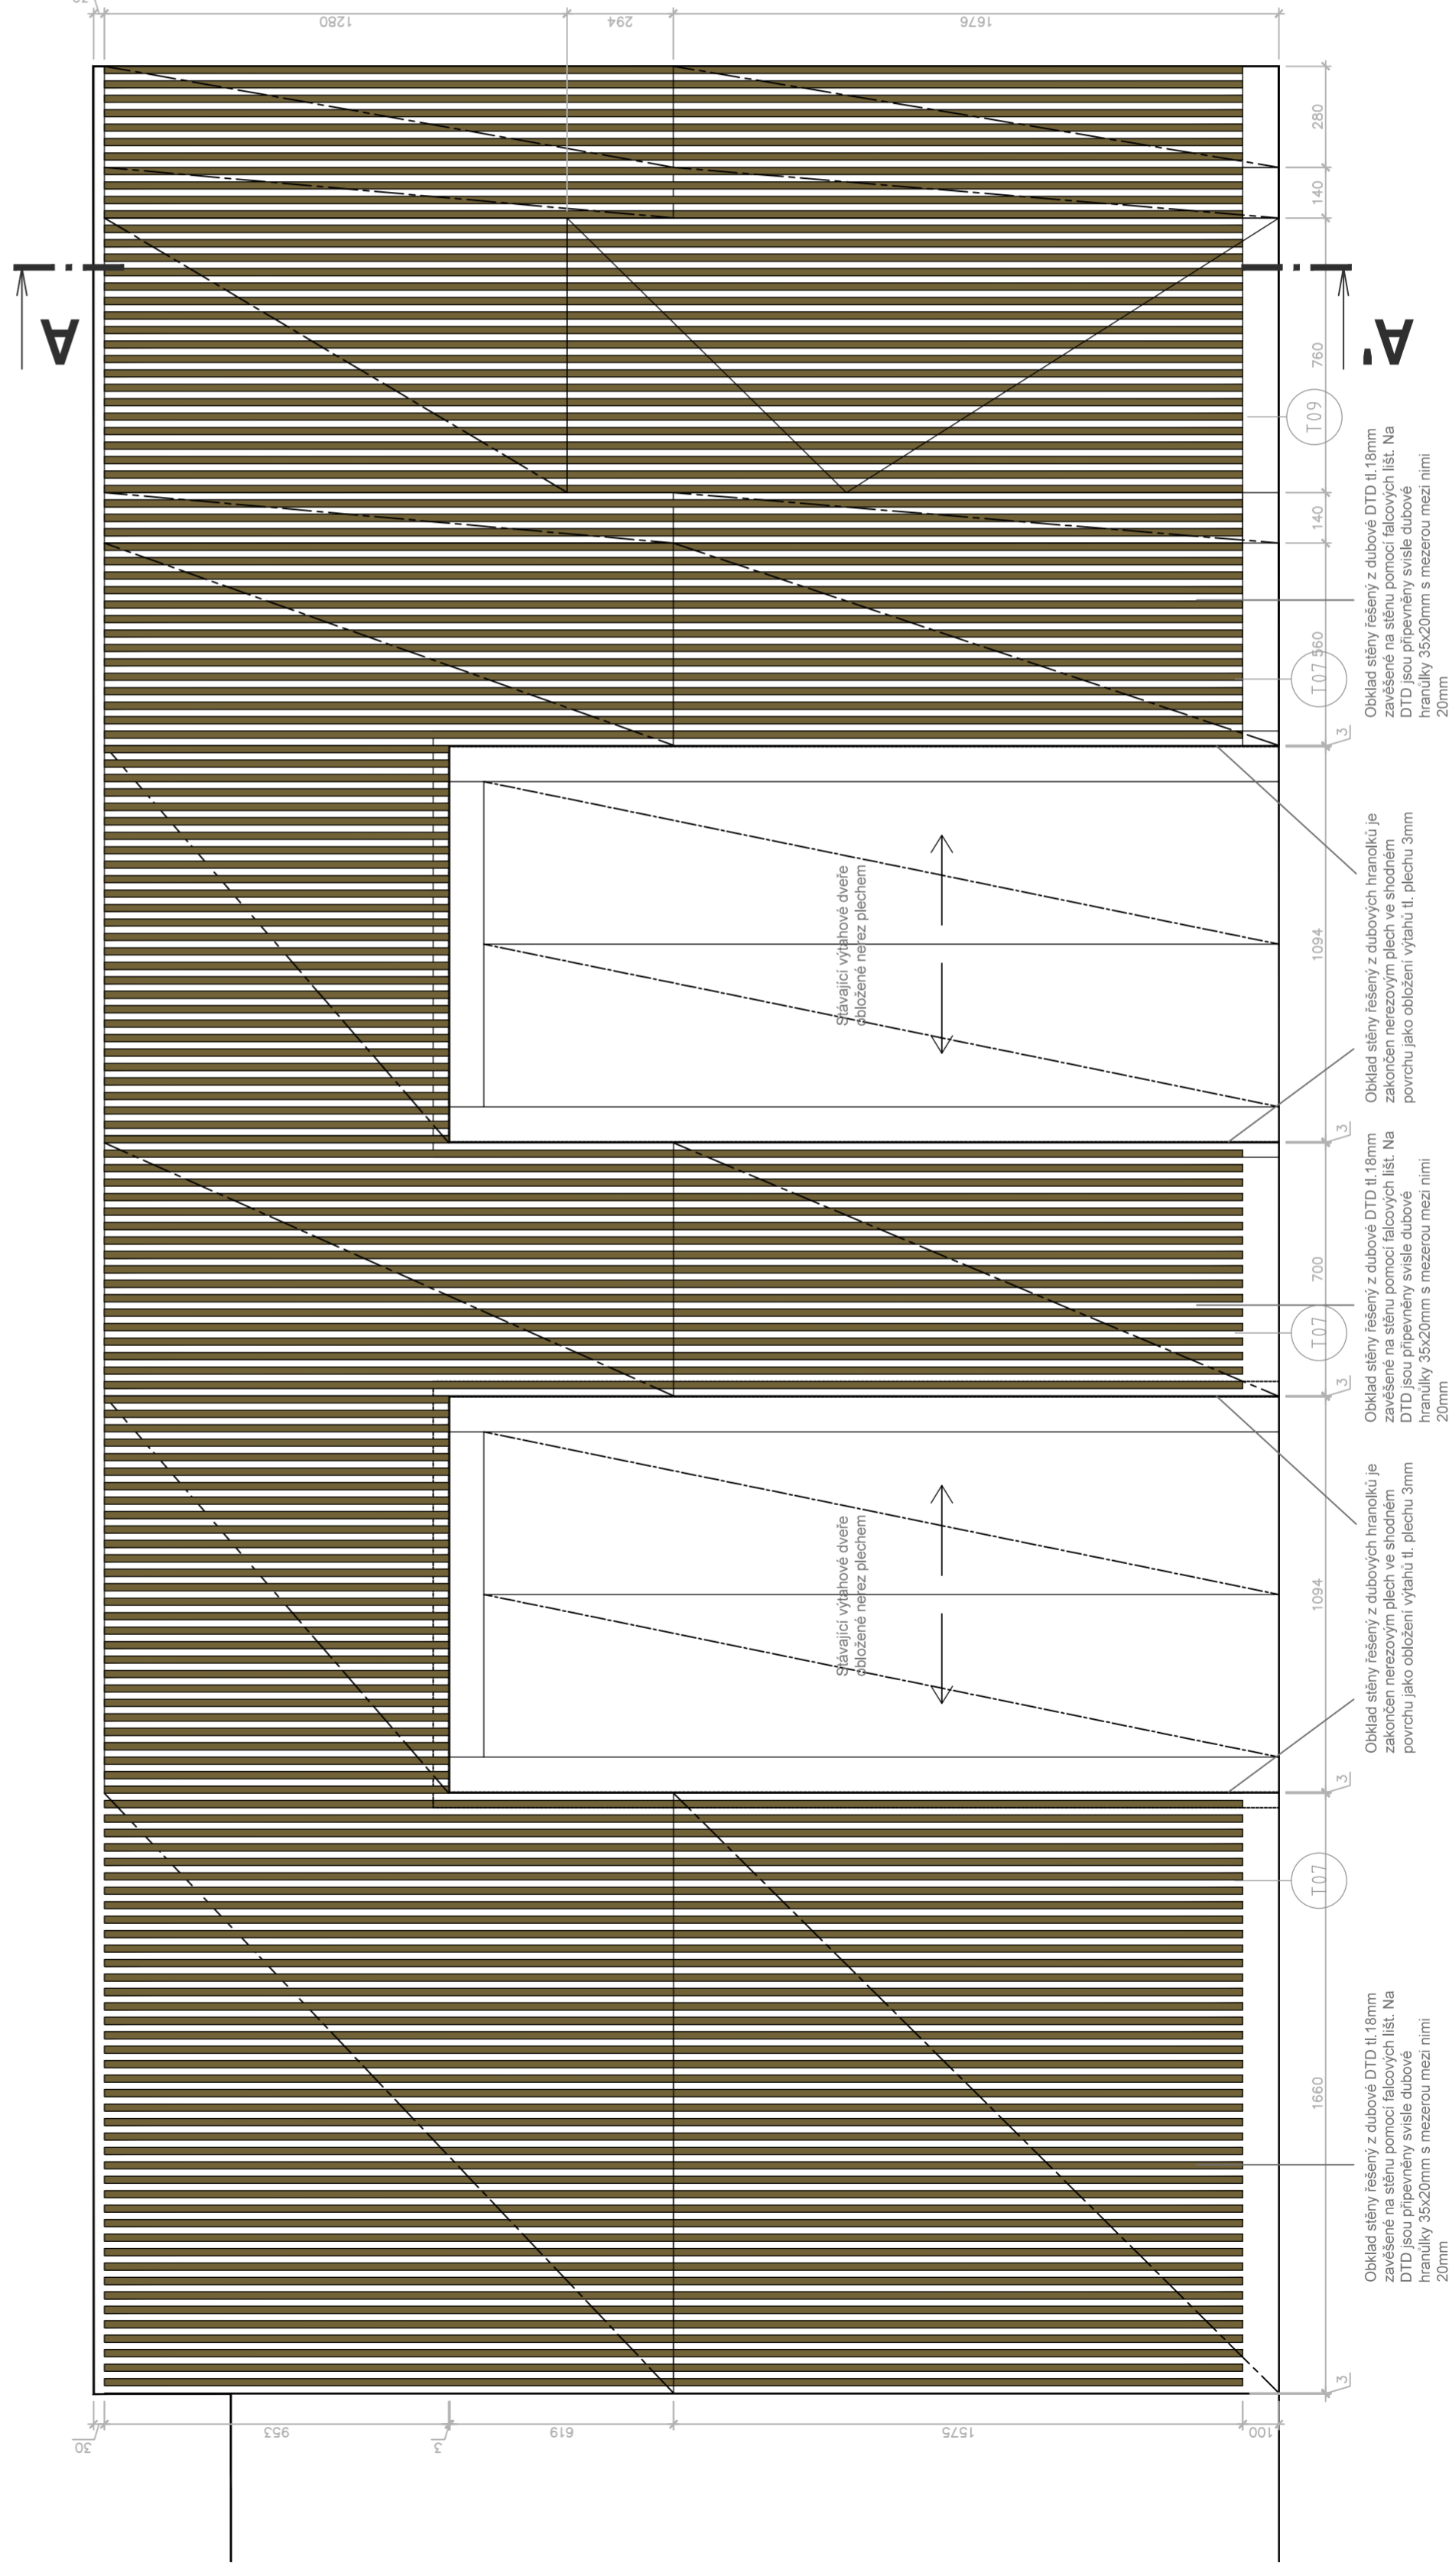 30
953
3
619
1575
100
1280
294
1676
A
A'
3
1660
3
1094
3
700
3
1094
3
560
140
760
140
280
T07
T07
T07
T09
Stávající výtahové dveře
obložené nerez plechem
Stávající výtahové dveře
obložené nerez plechem
Obklad stěny řešený z dubové DTD tl.18mm
zavěšené na stěnu pomocí falcových lišt. Na
DTD jsou připevněny svisle dubové
hranůlky 35x20mm s mezerou mezi nimi
20mm
Obklad stěny řešený z dubových hranolků je
zakončen nerezovým plech ve shodném
povrchu jako obložení výtahů tl. plechu 3mm
Obklad stěny řešený z dubové DTD tl.18mm
zavěšené na stěnu pomocí falcových lišt. Na
DTD jsou připevněny svisle dubové
hranůlky 35x20mm s mezerou mezi nimi
20mm
Obklad stěny řešený z dubových hranolků je
zakončen nerezovým plech ve shodném
povrchu jako obložení výtahů tl. plechu 3mm
Obklad stěny řešený z dubové DTD tl.18mm
zavěšené na stěnu pomocí falcových lišt. Na
DTD jsou připevněny svisle dubové
hranůlky 35x20mm s mezerou mezi nimi
20mm